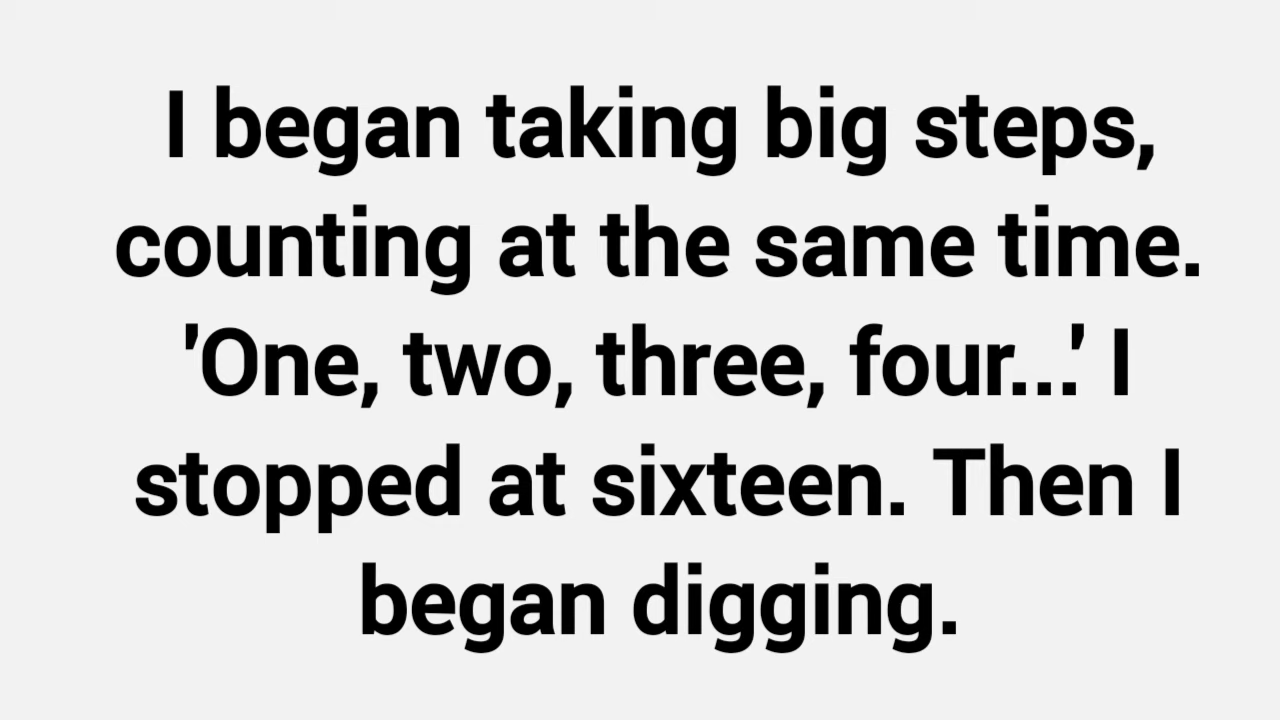 I began taking big steps,
counting at the same time.
'One, two, three, four...' I
stopped at sixteen. Then I
began digging.